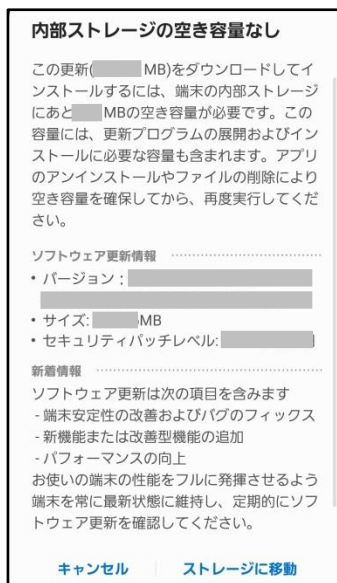 内部ストレージの空き容量なし
この更新( MB)をダウンロードしてイ
ンストールするには、端末の内部ストレージ
にあと MBの空き容量が必要です。この
容量には、更新プログラムの展開およびイン
ストールに必要な容量も含まれます。アプリ
のアンインストールやファイルの削除により
空き容量を確保してから、再度実行してくだ
さい。
ソフトウェア更新情報
・バージョン :
・サイズ: MB
・セキュリティパッチレベル:
新着情報
ソフトウェア更新は次の項目を含みます
- 端末安定性の改善およびバグのフィックス
- 新機能または改善型機能の追加
- パフォーマンスの向上
お使いの端末の性能をフルに発揮させるよう
端末を常に最新状態に維持し、定期的にソフ
トウェア更新を確認してください。
キャンセル ストレージに移動